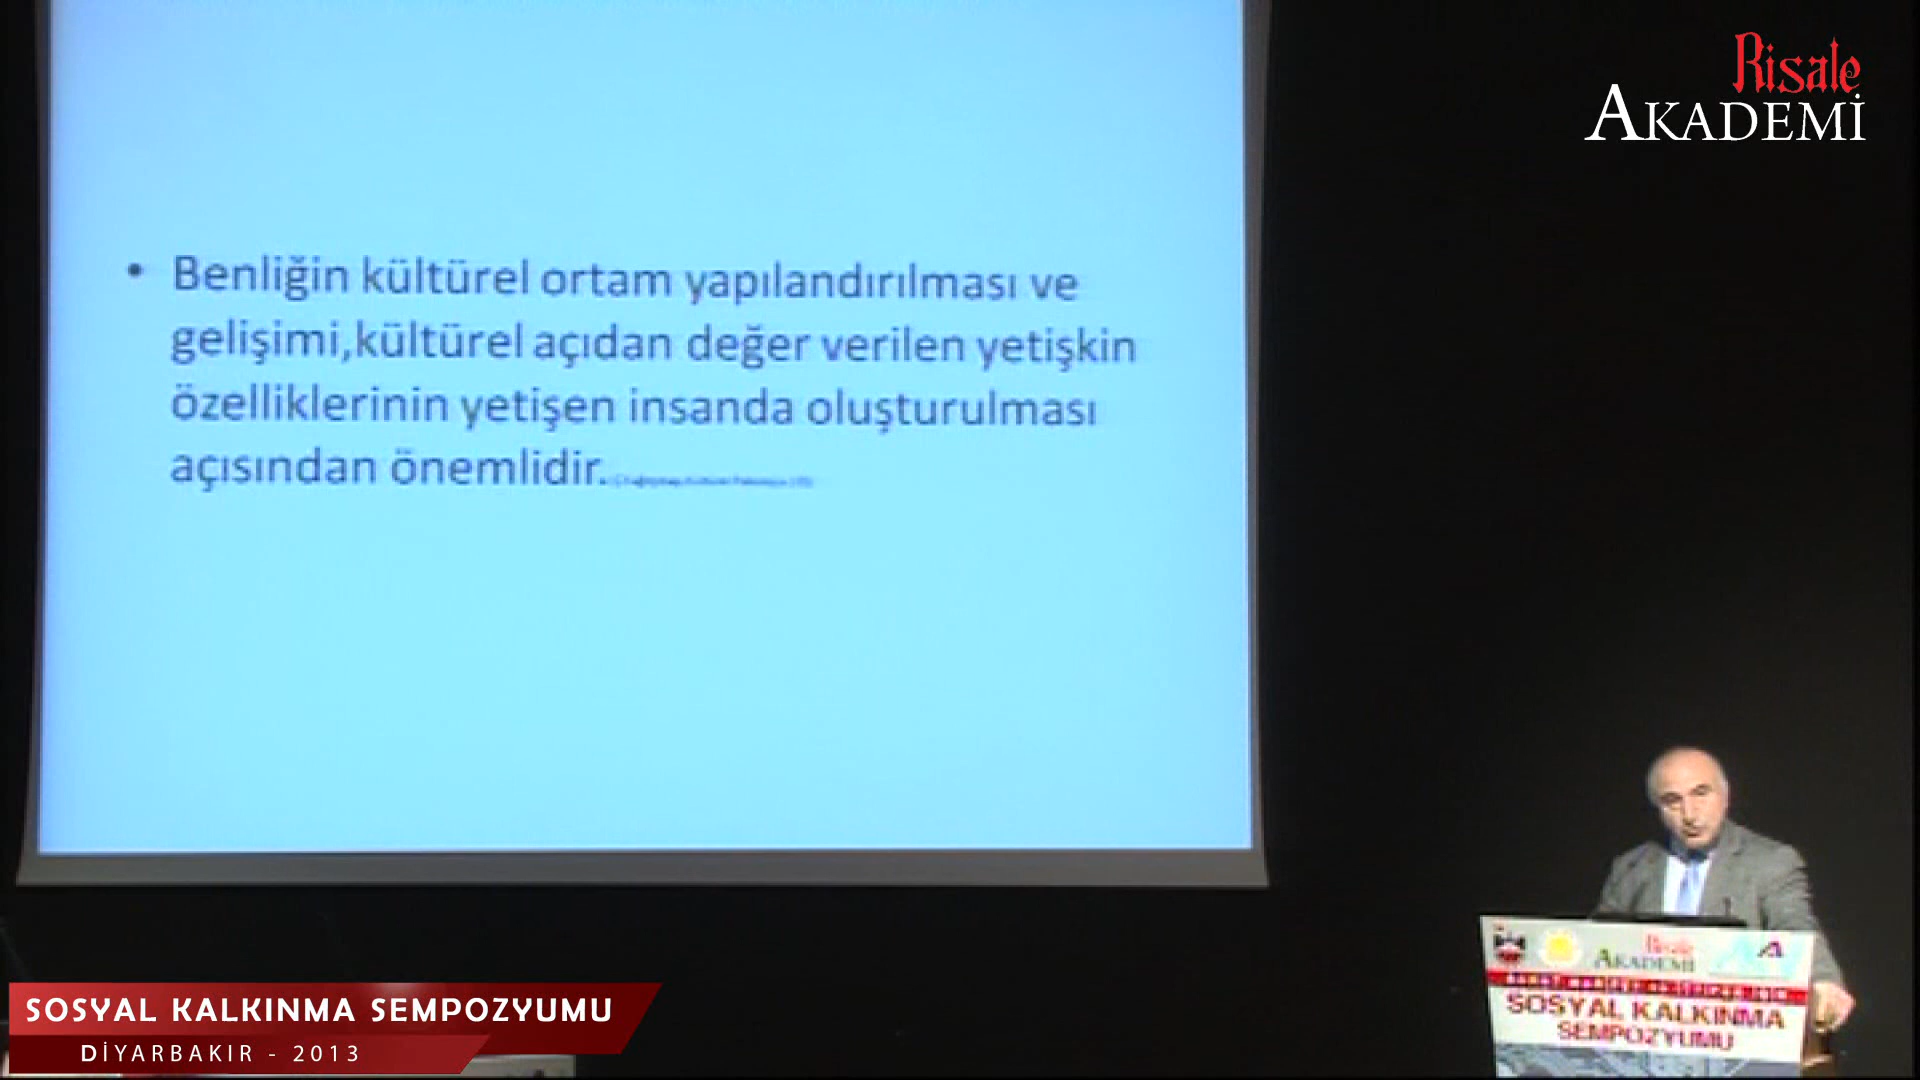 Risale
AKADEMİ
• Benliğin kültürel ortam yapılandırılması ve
gelişimi,kültürel açıdan değer verilen yetişkin
özelliklerinin yetişen insanda oluşturulması
açısından önemlidir.
Risale
AKADEMİ
SOSYAL KALKINMA
SEMPOZYUMU
SOSYAL KALKINMA SEMPOZYUMU
DİYARBAKIR - 2013